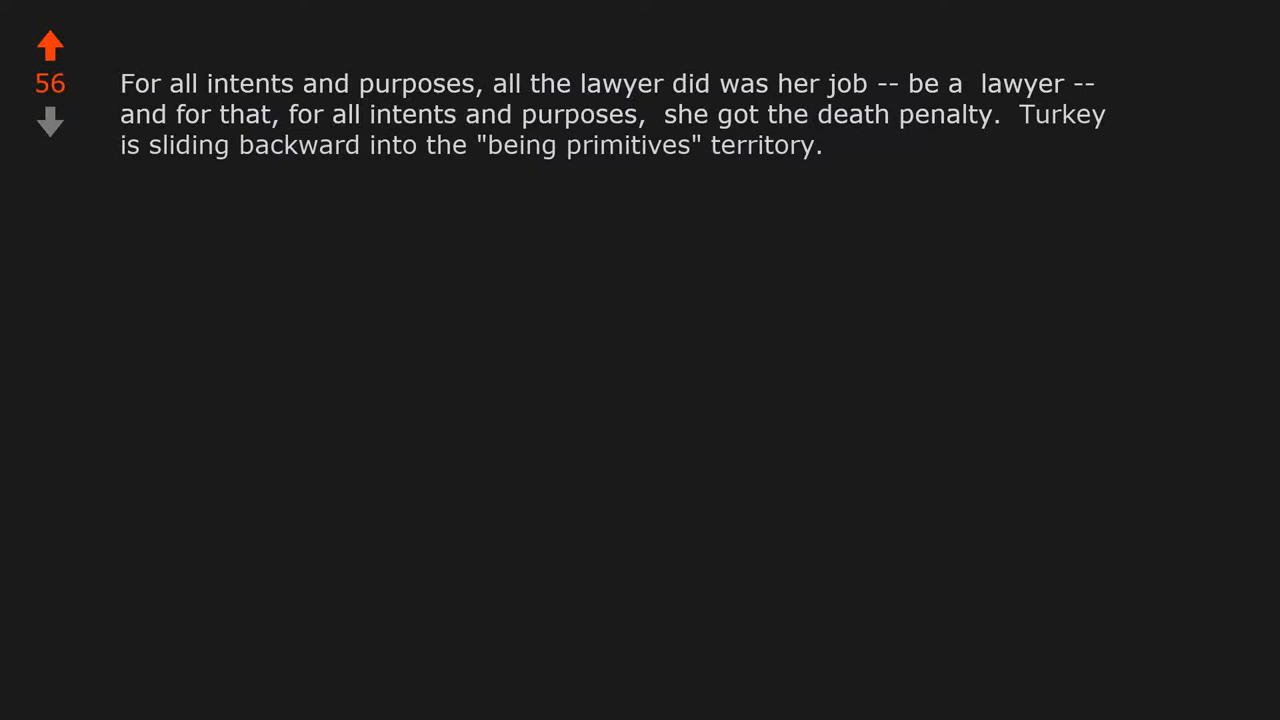 56
For all intents and purposes, all the lawyer did was her job -- be a  lawyer --
and for that, for all intents and purposes,  she got the death penalty.  Turkey
is sliding backward into the "being primitives" territory.